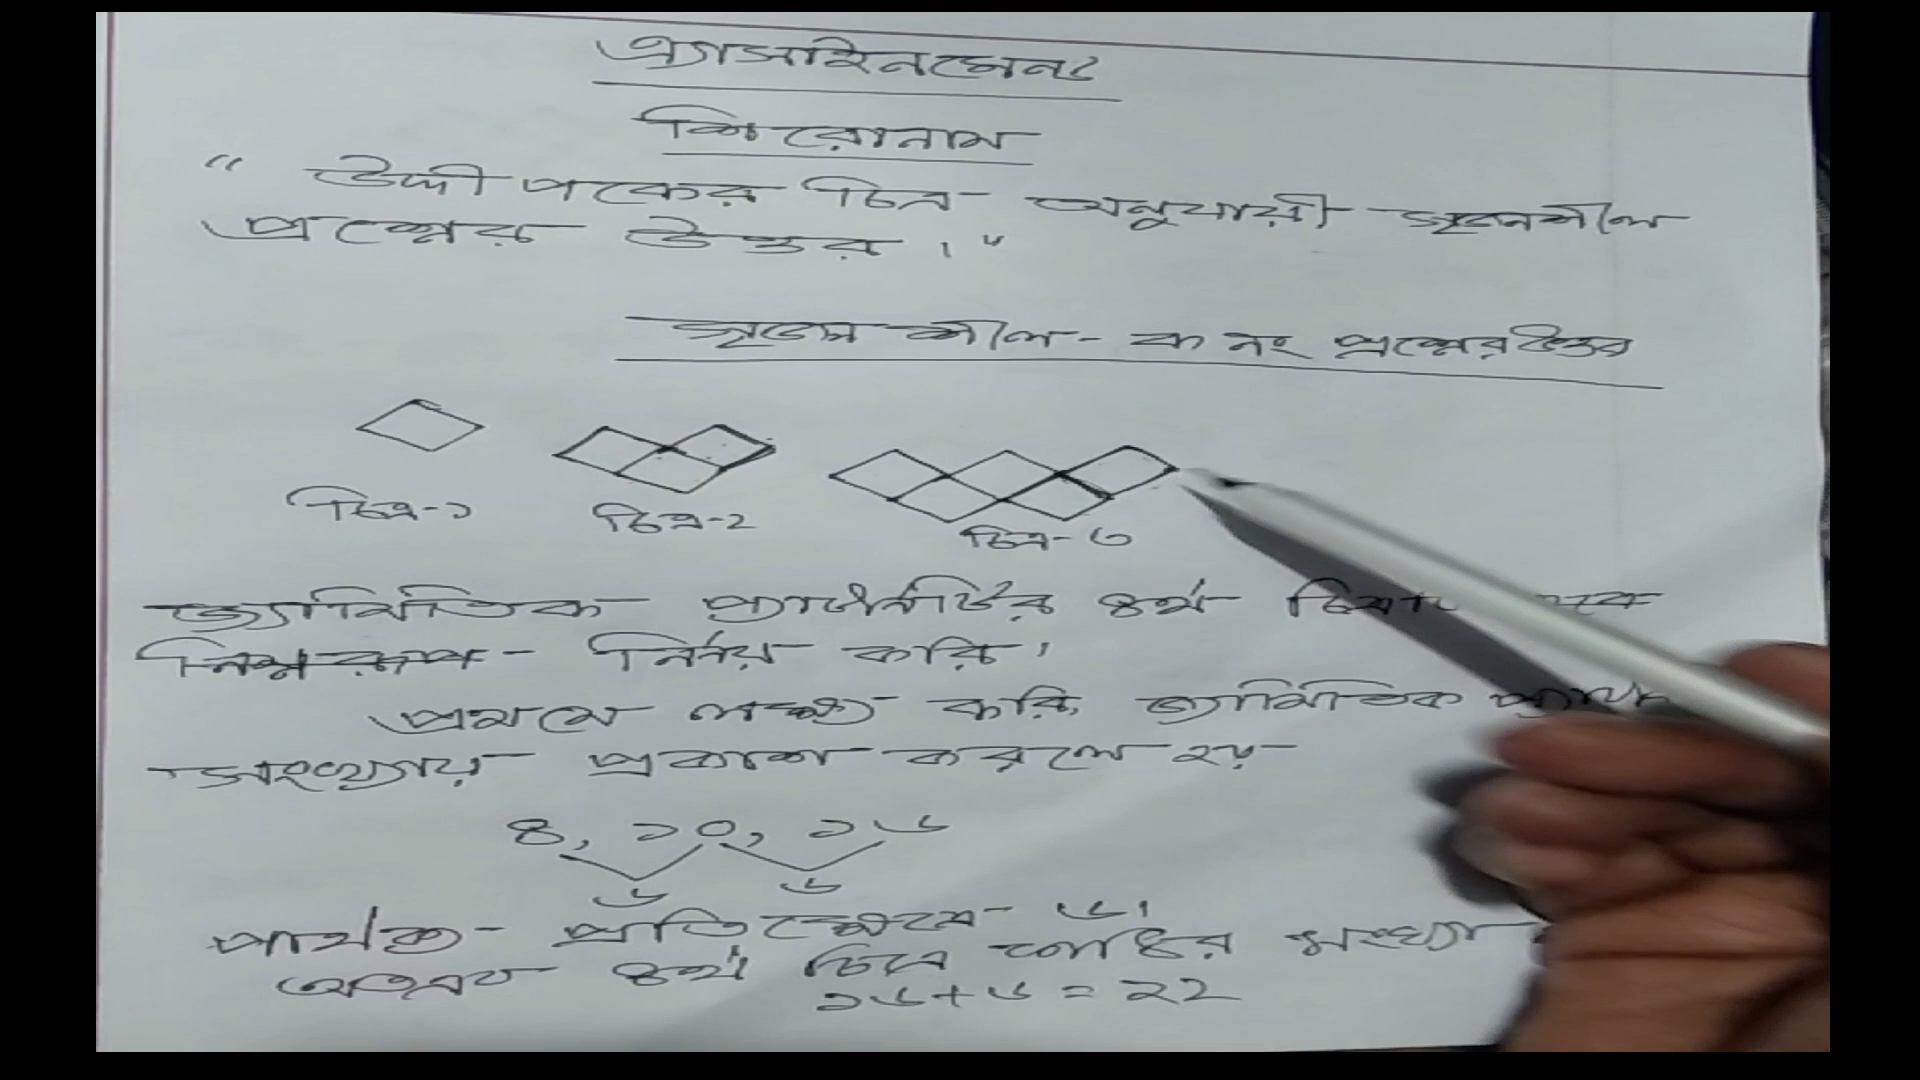 এ্যাসাইনমেন্ট
শিরোনাম
" উদ্দীপকের চিত্র অনুযায়ী সৃজনশীল
প্রশ্নের উত্তর।"
সৃজনশীল - ক নং প্রশ্নের উত্তর
চিত্র-১ চিত্র-২ চিত্র-৩
জ্যামিতিক প্যাটার্নটির ৪র্থ
নিম্নরূপ - নির্ণয় করি।
প্রথমে লক্ষ্য করি জ্যামিতিক
সংখ্যায় প্রকাশ করলে হয়
৪, ১০, ১৬
৬ ৬
পার্থক্য - প্রতিক্ষেত্রে ৬।
অতএব ৪র্থ চিত্রে কাঠির সংখ্যা
১৬+৬ = ২২